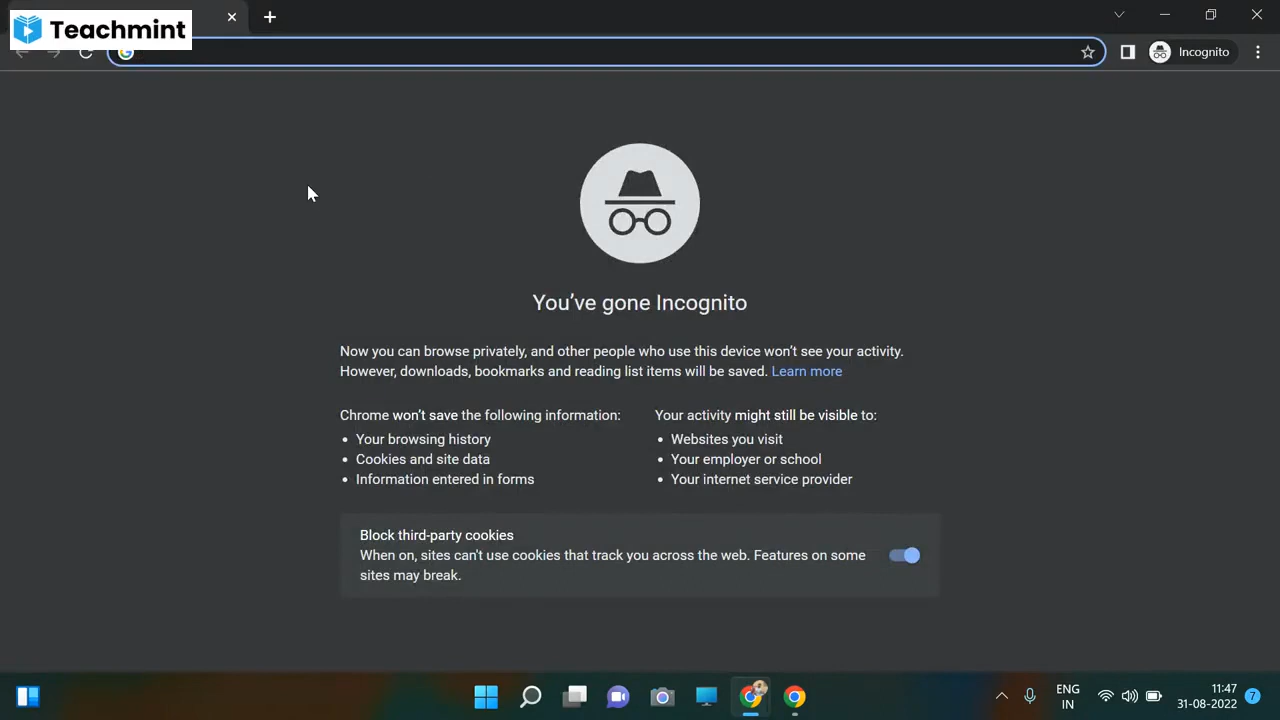 Teachmint
Incognito
You've gone Incognito
Now you can browse privately, and other people who use this device won't see your activity.
However, downloads, bookmarks and reading list items will be saved. Learn more
Chrome won't save the following information:
• Your browsing history
• Cookies and site data
• Information entered in forms
Your activity might still be visible to:
• Websites you visit
• Your employer or school
• Your internet service provider
Block third-party cookies
When on, sites can't use cookies that track you across the web. Features on some
sites may break.
ENG
IN
11:47
31-08-2022
7